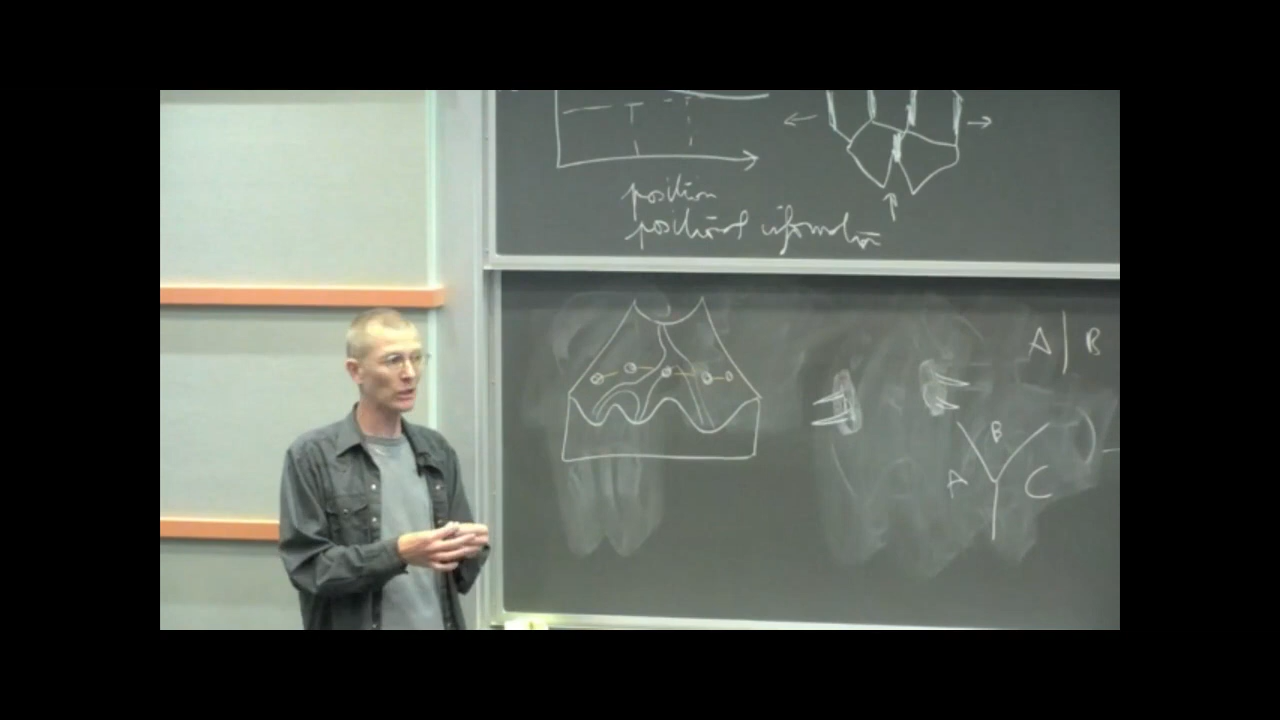 position
positional information
A | B
B
A C